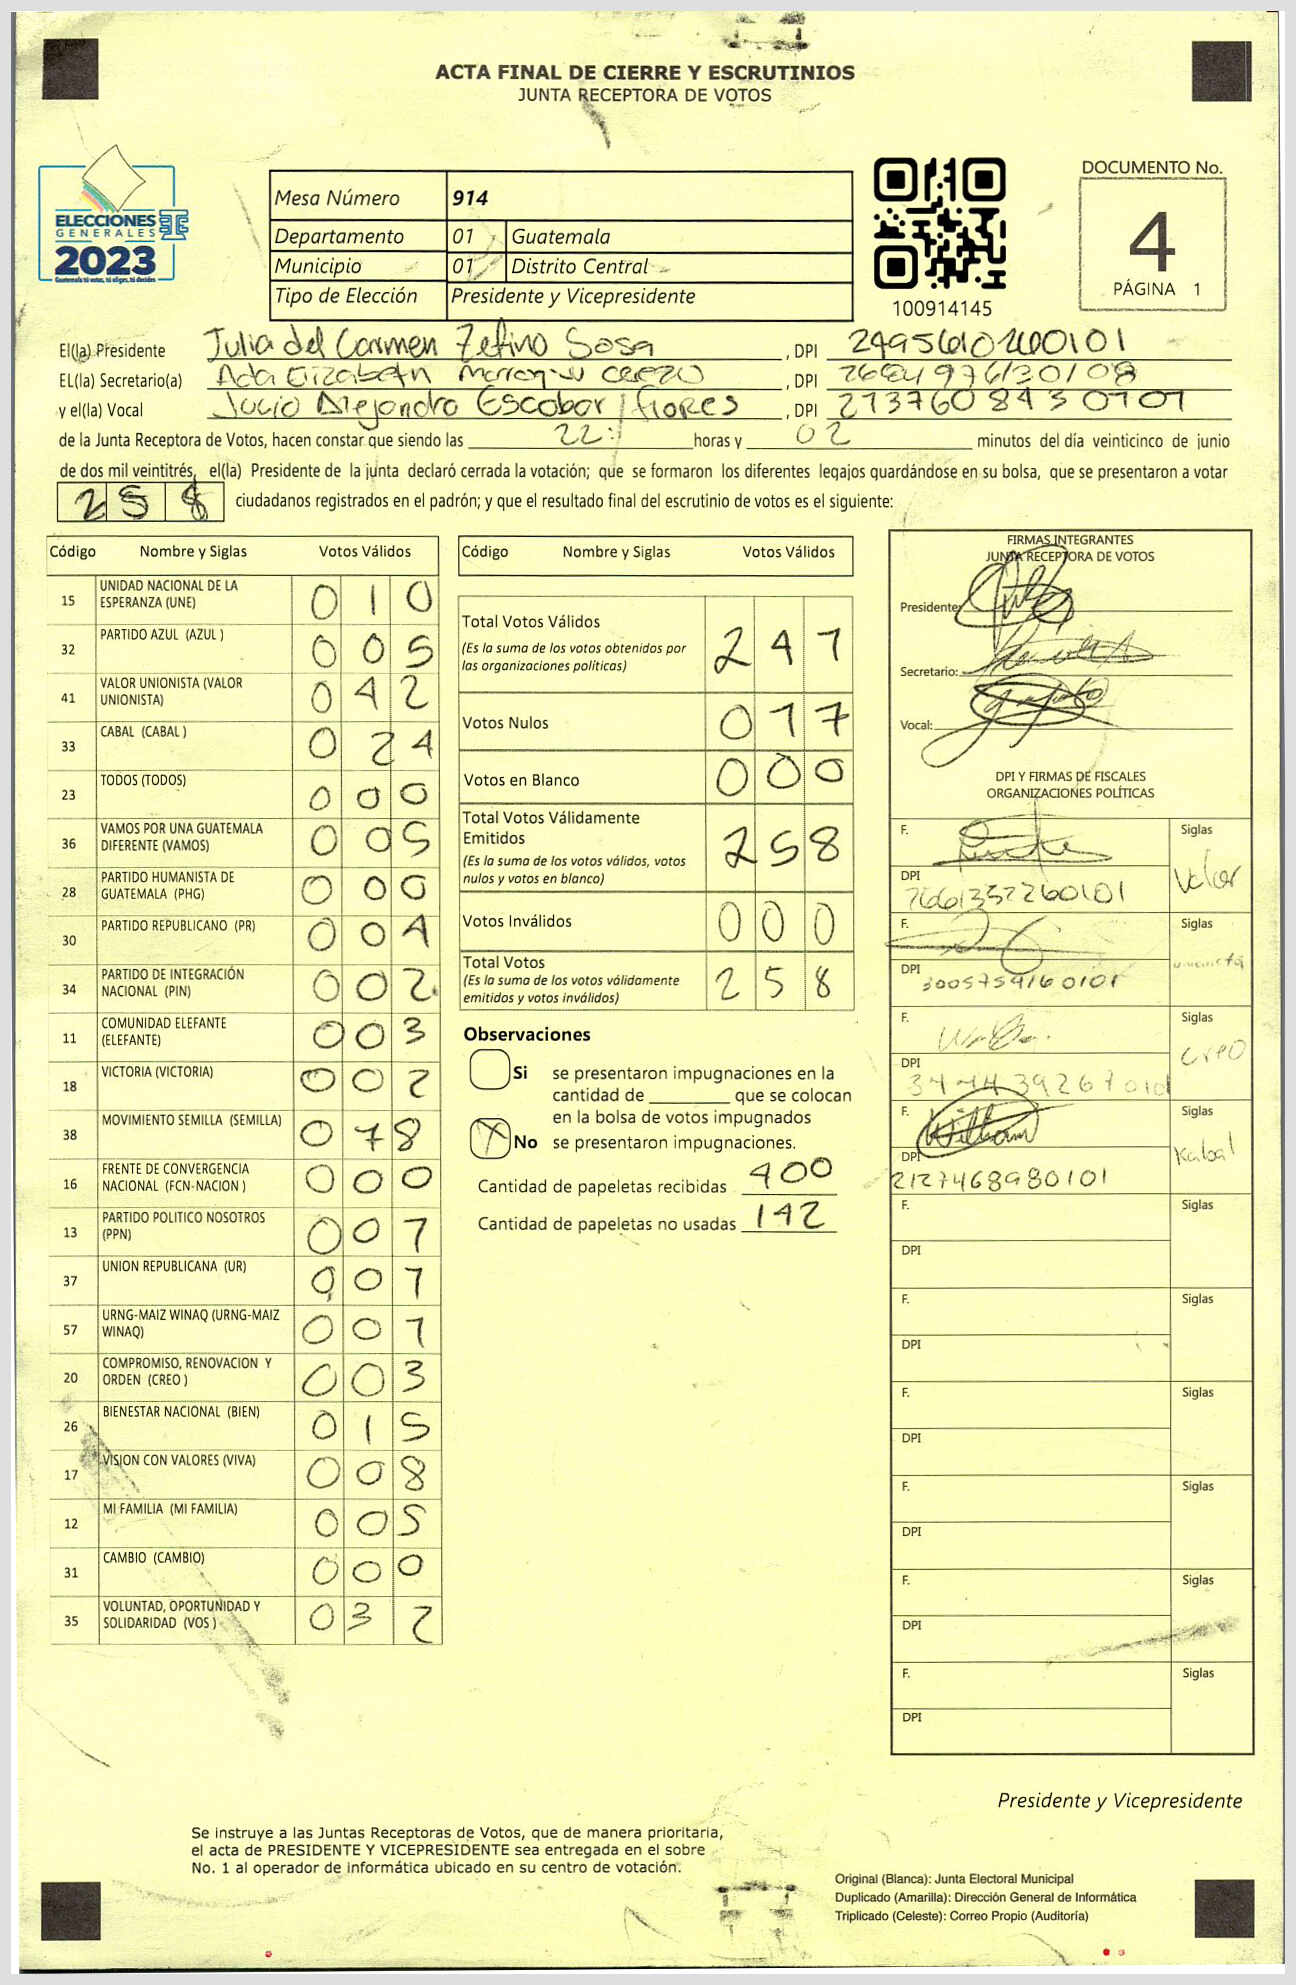 ACTA FINAL DE CIERRE Y ESCRUTINIOS
JUNTA RECEPTORA DE VOTOS
ELECCIONES
GENERALES
2023
Guatemala tú votas, tú eliges, tú decides
Mesa Número 914
Departamento 01 Guatemala
Municipio 01 Distrito Central
Tipo de Elección Presidente y Vicepresidente
100914145
DOCUMENTO No.
4
PÁGINA 1
El(la) Presidente Julia del Carmen Zefino Sosa, DPI
EL(la) Secretario(a) Ada Elizabeth, DPI
y el(la) Vocal Julio Alejandro Escobar Flores, DPI
de la Junta Receptora de Votos, hacen constar que siendo las 22: horas y 02 minutos del día veinticinco de junio
de dos mil veintitrés, el(la) Presidente de la junta declaró cerrada la votación; que se formaron los diferentes legajos guardándose en su bolsa, que se presentaron a votar
258 ciudadanos registrados en el padrón; y que el resultado final del escrutinio de votos es el siguiente:
Código Nombre y Siglas Votos Válidos
15 UNIDAD NACIONAL DE LA ESPERANZA (UNE) 010
32 PARTIDO AZUL (AZUL ) 005
41 VALOR UNIONISTA (VALOR UNIONISTA) 042
33 CABAL (CABAL ) 024
23 TODOS (TODOS) 000
36 VAMOS POR UNA GUATEMALA DIFERENTE (VAMOS) 005
28 PARTIDO HUMANISTA DE GUATEMALA (PHG) 000
30 PARTIDO REPUBLICANO (PR) 004
34 PARTIDO DE INTEGRACIÓN NACIONAL (PIN) 002
11 COMUNIDAD ELEFANTE (ELEFANTE) 003
18 VICTORIA (VICTORIA) 002
38 MOVIMIENTO SEMILLA (SEMILLA) 078
16 FRENTE DE CONVERGENCIA NACIONAL (FCN-NACION ) 000
13 PARTIDO POLITICO NOSOTROS (PPN) 007
37 UNION REPUBLICANA (UR) 001
57 URNG-MAIZ WINAQ (URNG-MAIZ WINAQ) 001
20 COMPROMISO, RENOVACION Y ORDEN (CREO ) 003
26 BIENESTAR NACIONAL (BIEN) 015
17 VISION CON VALORES (VIVA) 008
12 MI FAMILIA (MI FAMILIA) 005
31 CAMBIO (CAMBIO) 000
35 VOLUNTAD, OPORTUNIDAD Y SOLIDARIDAD (VOS ) 032
Código Nombre y Siglas Votos Válidos
Total Votos Válidos 247
(Es la suma de los votos obtenidos por
las organizaciones políticas)
Votos Nulos 011
Votos en Blanco 000
Total Votos Válidamente
Emitidos 258
(Es la suma de los votos válidos, votos
nulos y votos en blanco)
Votos Inválidos 000
Total Votos 258
(Es la suma de los votos válidamente
emitidos y votos inválidos)
Observaciones
Si se presentaron impugnaciones en la
cantidad de ________ que se colocan
en la bolsa de votos impugnados
X No se presentaron impugnaciones.
Cantidad de papeletas recibidas 400
Cantidad de papeletas no usadas 142
FIRMAS INTEGRANTES
JUNTA RECEPTORA DE VOTOS
Presidente:
Secretario:
Vocal:
DPI Y FIRMAS DE FISCALES
ORGANIZACIONES POLÍTICAS
F. Siglas
DPI Valor
F. Siglas
DPI
F. Siglas
DPI creo
F. William Siglas
DPI Kabal
2127468980101
F. Siglas
DPI
F. Siglas
DPI
F. Siglas
DPI
F. Siglas
DPI
F. Siglas
DPI
F. Siglas
DPI
Presidente y Vicepresidente
Se instruye a las Juntas Receptoras de Votos, que de manera prioritaria,
el acta de PRESIDENTE Y VICEPRESIDENTE sea entregada en el sobre
No. 1 al operador de informática ubicado en su centro de votación.
Original (Blanca): Junta Electoral Municipal
Duplicado (Amarilla): Dirección General de Informática
Triplicado (Celeste): Correo Propio (Auditoría)